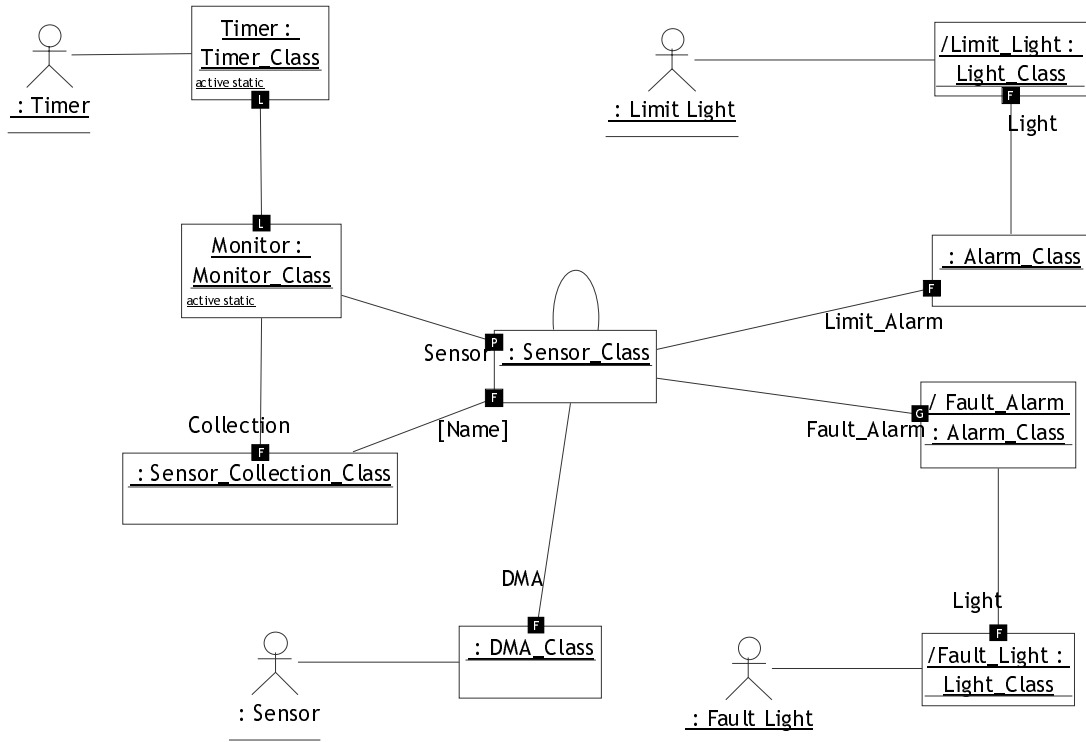 Timer :
Timer_Class
active static
: Timer
L
L
Monitor :
Monitor_Class
active static
/Limit_Light :
Light_Class
F
Light
: Limit Light
: Alarm_Class
F
Limit_Alarm
P
Sensor
: Sensor_Class
F
[Name]
Collection
F
: Sensor_Collection_Class
/ Fault_Alarm
: Alarm_Class
G
Fault_Alarm
DMA
F
: DMA_Class
: Sensor
Light
F
/Fault_Light :
Light_Class
: Fault Light